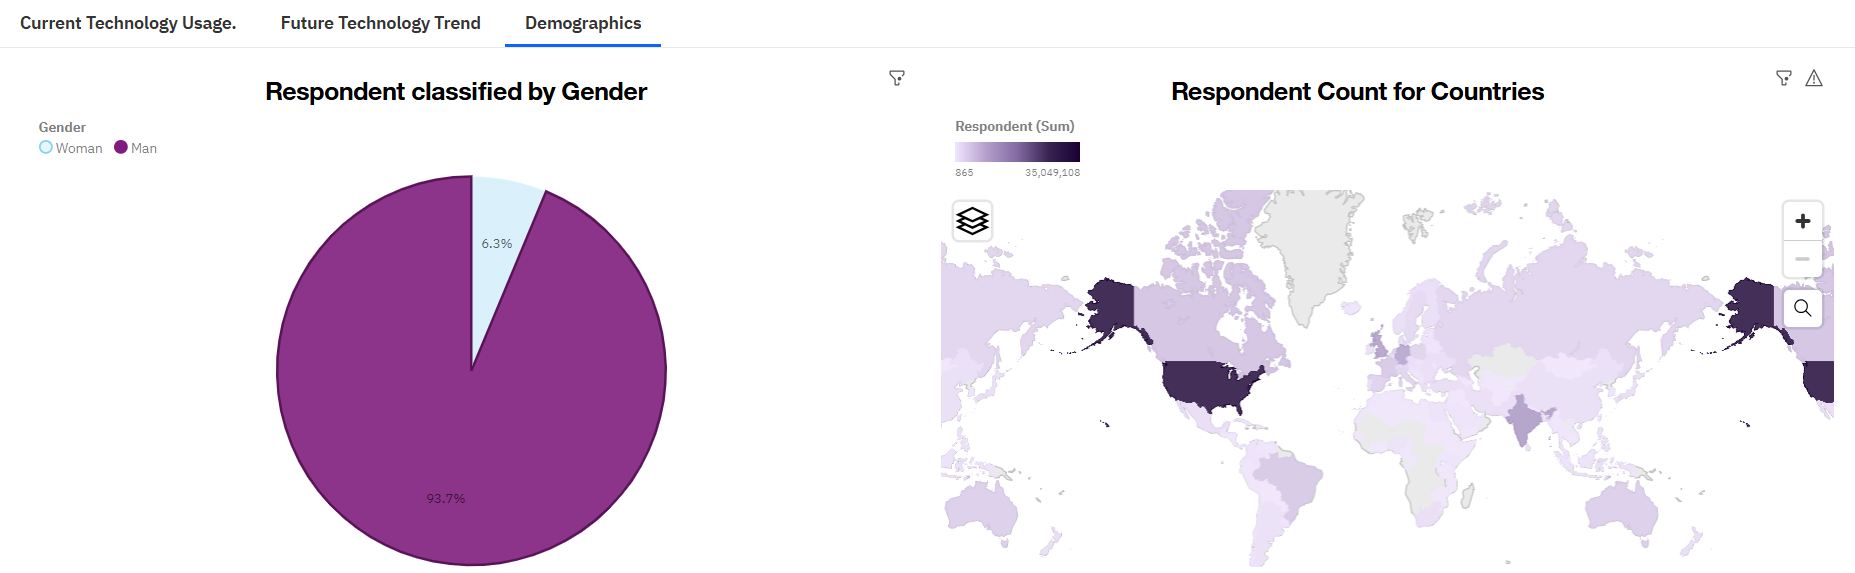 Current Technology Usage. Future Technology Trend Demographics
Respondent classified by Gender
Gender
Woman Man
6.3%
93.7%
Respondent Count for Countries
Respondent (Sum)
865 35,049,108